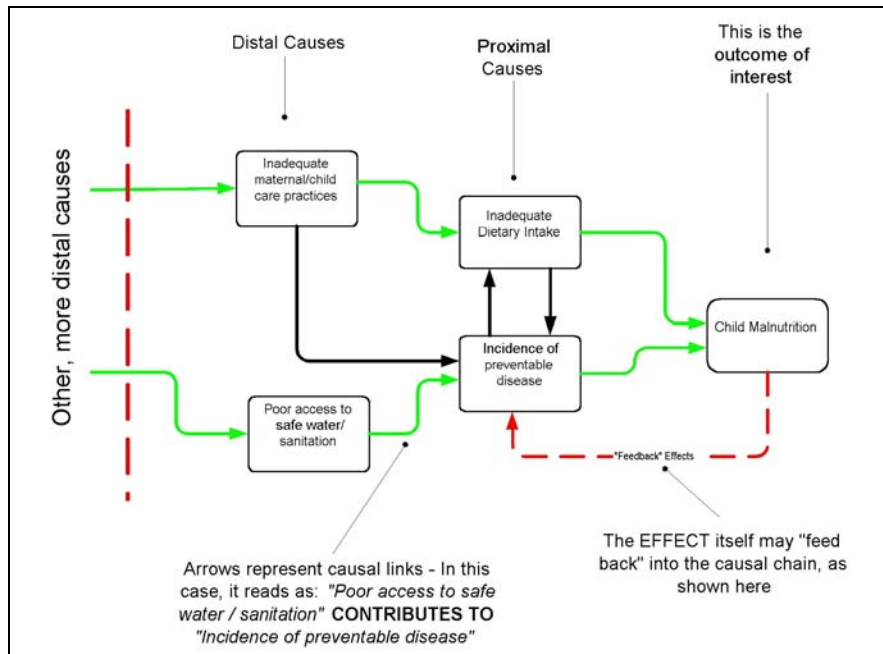 Distal Causes
Proximal
Causes
This is the
outcome of
interest
Other, more distal causes
Inadequate
maternal/child
care practices
Inadequate
Dietary Intake
Child Malnutrition
Incidence of
preventable
disease
Poor access to
safe water/
sanitation
"Feedback" Effects
The EFFECT itself may "feed
back" into the causal chain, as
shown here
Arrows represent causal links - In this
case, it reads as: "Poor access to safe
water / sanitation" CONTRIBUTES TO
"Incidence of preventable disease"